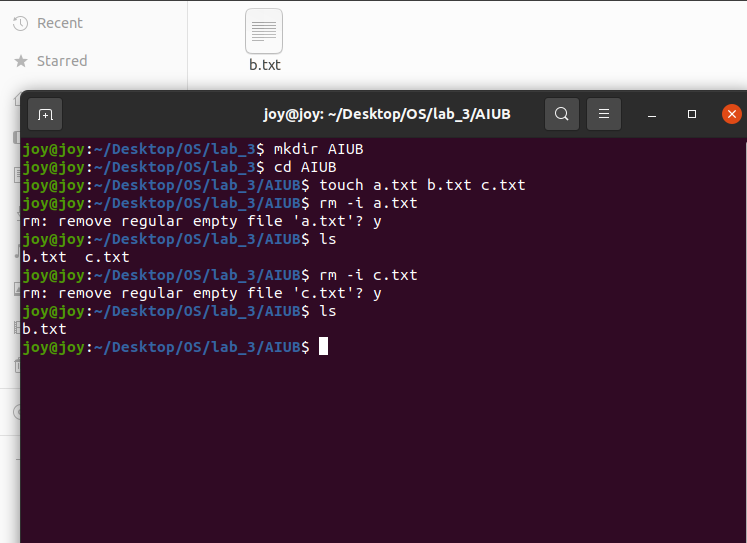 Recent
Starred
b.txt
joy@joy: ~/Desktop/OS/lab_3/AIUB
joy@joy:~/Desktop/OS/lab_3$ mkdir AIUB
joy@joy:~/Desktop/OS/lab_3$ cd AIUB
joy@joy:~/Desktop/OS/lab_3/AIUB$ touch a.txt b.txt c.txt
joy@joy:~/Desktop/OS/lab_3/AIUB$ rm -i a.txt
rm: remove regular empty file 'a.txt'? y
joy@joy:~/Desktop/OS/lab_3/AIUB$ ls
b.txt  c.txt
joy@joy:~/Desktop/OS/lab_3/AIUB$ rm -i c.txt
rm: remove regular empty file 'c.txt'? y
joy@joy:~/Desktop/OS/lab_3/AIUB$ ls
b.txt
joy@joy:~/Desktop/OS/lab_3/AIUB$